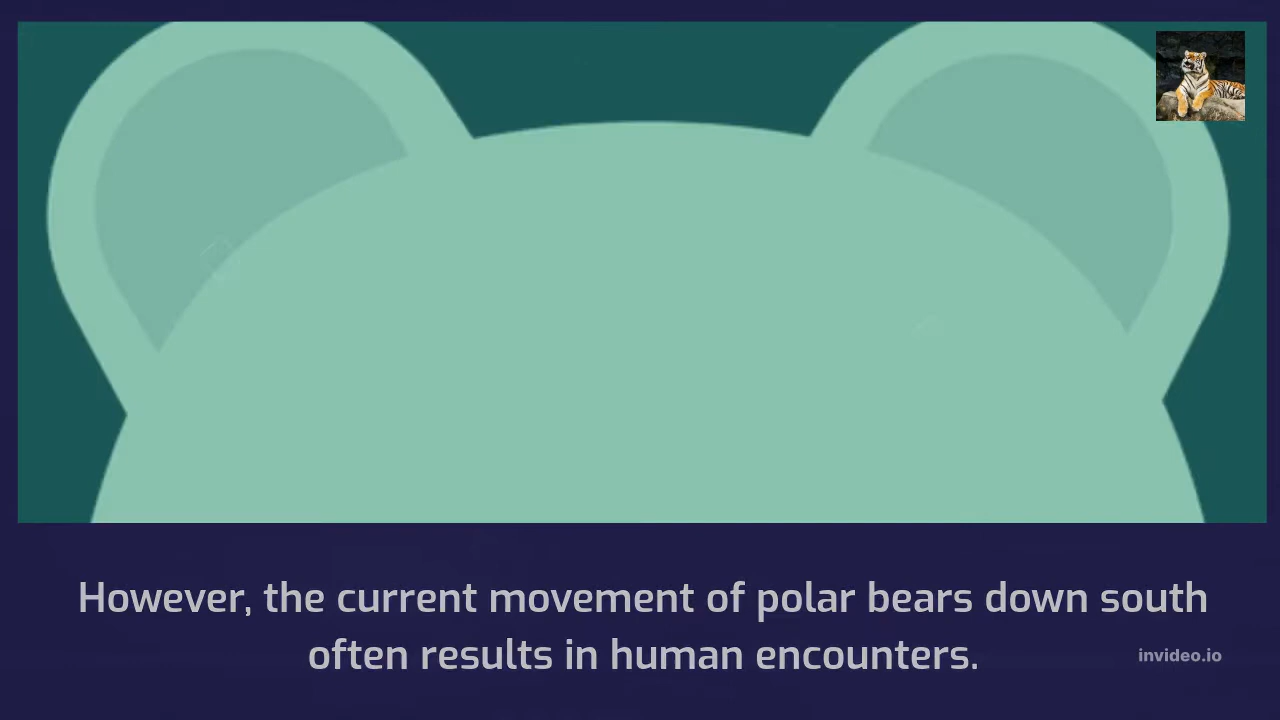 However, the current movement of polar bears down south
often results in human encounters.
invideo.io